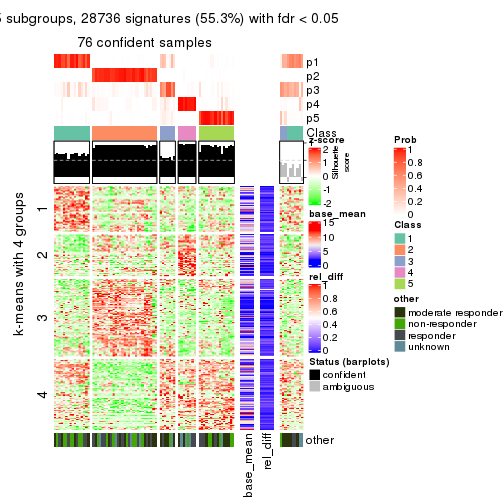 5 subgroups, 28736 signatures (55.3%) with fdr < 0.05
76 confident samples
p1
p2
p3
p4
p5
Class
z-score
2
1
0
-1
-2
Silhouette score
base_mean
15
10
5
0
rel_diff
1
0.8
0.6
0.4
0.2
0
Status (barplots)
confident
ambiguous
Prob
1
0.8
0.6
0.4
0.2
0
Class
1
2
3
4
5
other
moderate responder
non-responder
responder
unknown
k-means with 4 groups
1
2
3
4
other
base_mean
rel_diff